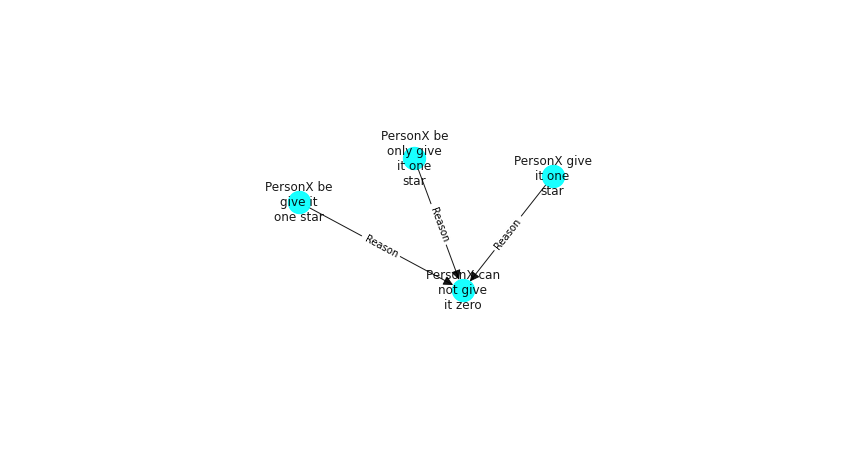 PersonX be
only give
it one
star
PersonX give
it one
star
PersonX be
give it
one star
Reason
Reason
Reason
PersonX can
not give
it zero